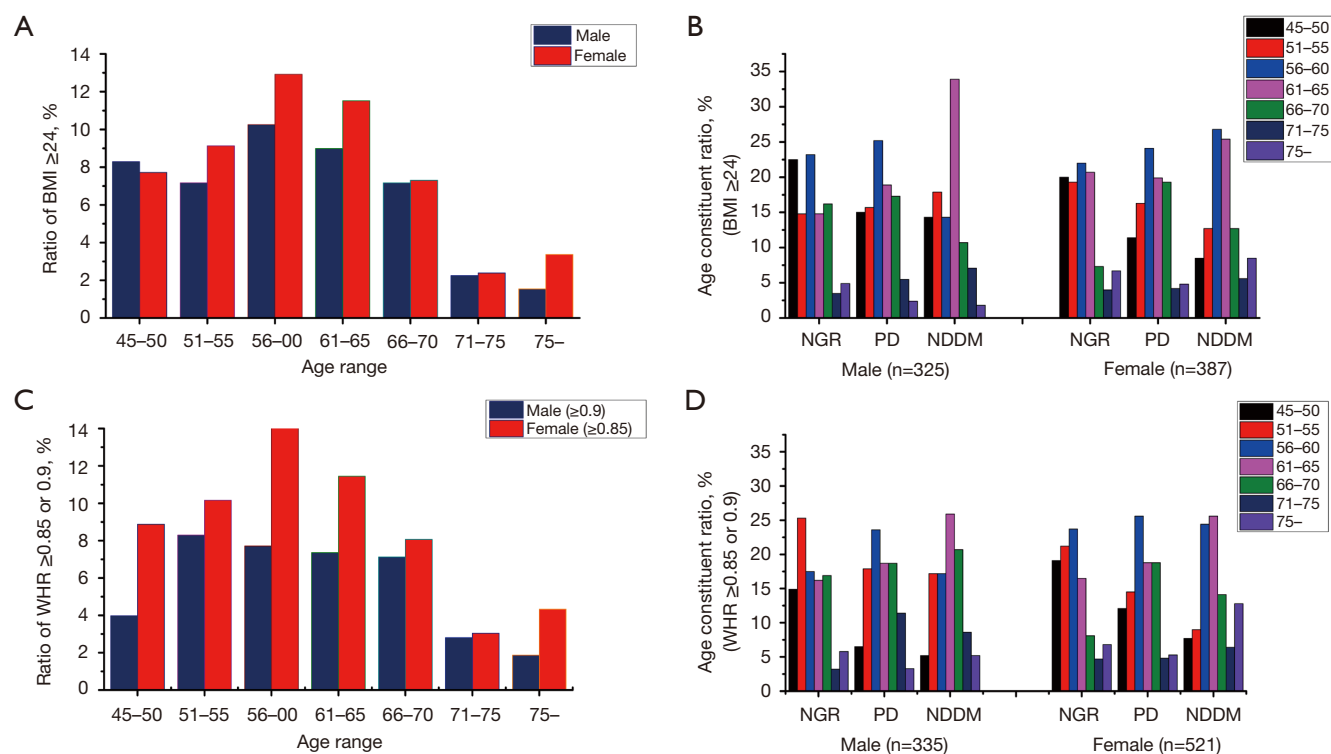 A
Male
Female
14
12
10
8
6
4
2
0
Ratio of BMI ≥24, %
45–50 51–55 56–00 61–65 66–70 71–75 75–
Age range
B
45–50
51–55
56–60
61–65
66–70
71–75
75–
35
30
25
20
15
10
5
0
Age constituent ratio, %
(BMI ≥24)
NGR PD NDDM NGR PD NDDM
Male (n=325) Female (n=387)
C
Male (≥0.9)
Female (≥0.85)
14
12
10
8
6
4
2
0
Ratio of WHR ≥0.85 or 0.9, %
45–50 51–55 56–00 61–65 66–70 71–75 75–
Age range
D
45–50
51–55
56–60
61–65
66–70
71–75
75–
35
30
25
20
15
10
5
0
Age constituent ratio, %
(WHR ≥0.85 or 0.9)
NGR PD NDDM NGR PD NDDM
Male (n=335) Female (n=521)